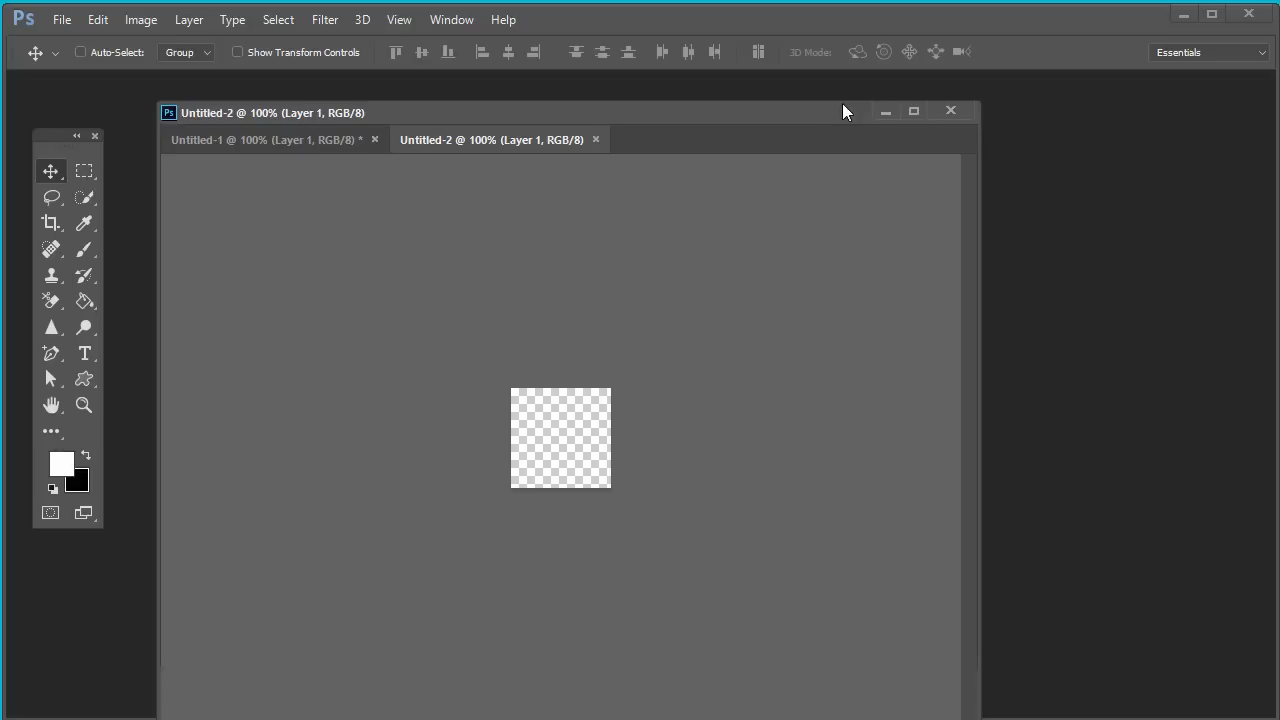 Ps File Edit Image Layer Type Select Filter 3D View Window Help
Auto-Select: Group Show Transform Controls 3D Mode: Essentials
Ps Untitled-2 @ 100% (Layer 1, RGB/8)
Untitled-1 @ 100% (Layer 1, RGB/8) * Untitled-2 @ 100% (Layer 1, RGB/8)